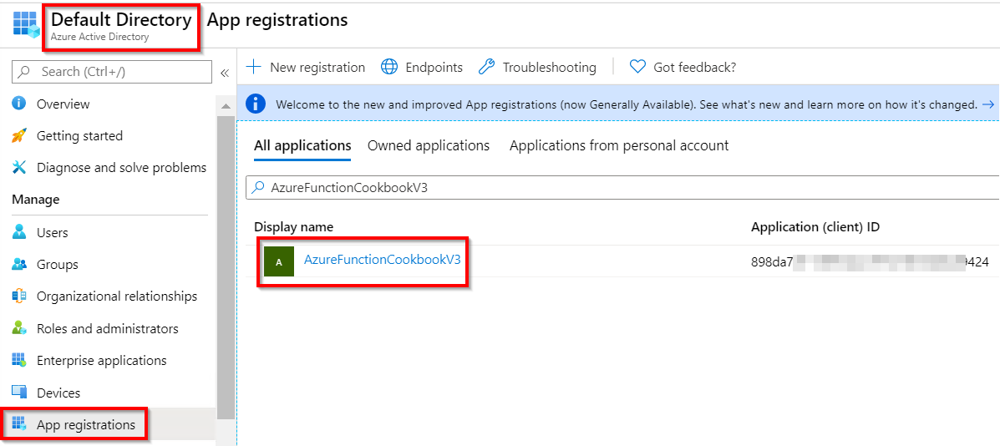 Default Directory App registrations
Azure Active Directory
Search (Ctrl+/)
«
Overview
Getting started
Diagnose and solve problems
Manage
Users
Groups
Organizational relationships
Roles and administrators
Enterprise applications
Devices
App registrations
New registration Endpoints Troubleshooting Got feedback?
Welcome to the new and improved App registrations (now Generally Available). See what's new and learn more on how it's changed. →
All applications Owned applications Applications from personal account
AzureFunctionCookbookV3
Display name Application (client) ID
A AzureFunctionCookbookV3 898da7 9424